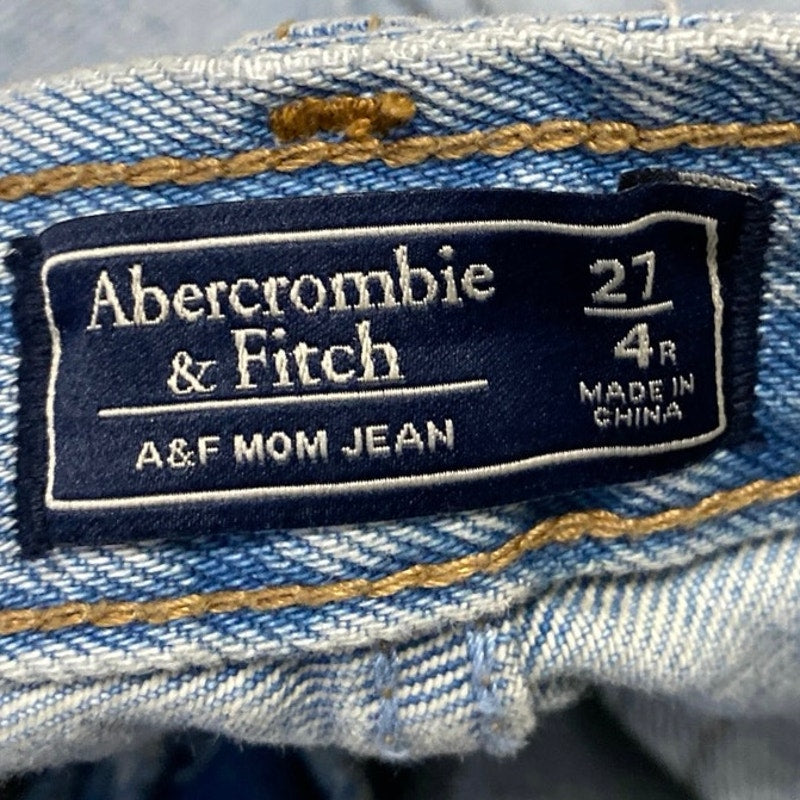 Abercrombie
& Fitch
A&F MOM JEAN
27
4R
MADE IN
CHINA